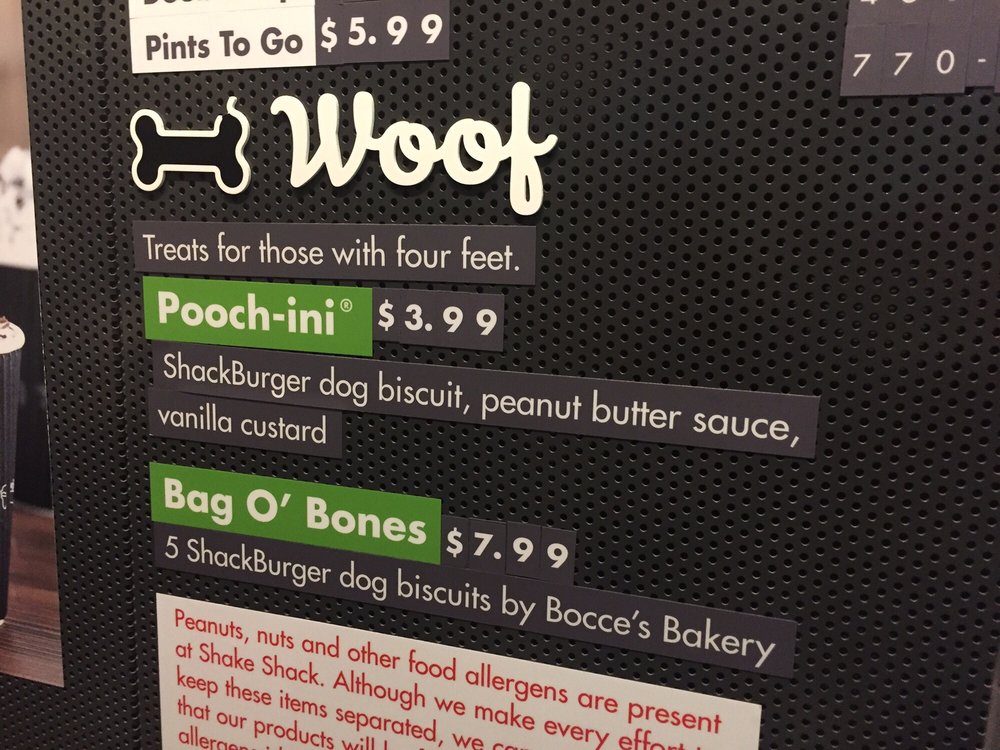 Pints To Go $5.99
770-
Woof
Treats for those with four feet.
Pooch-ini® $3.99
ShackBurger dog biscuit, peanut butter sauce,
vanilla custard
Bag O' Bones $7.99
5 ShackBurger dog biscuits by Bocce's Bakery
Peanuts, nuts and other food allergens are present
at Shake Shack. Although we make every effort
keep these items separated, we
that our products will